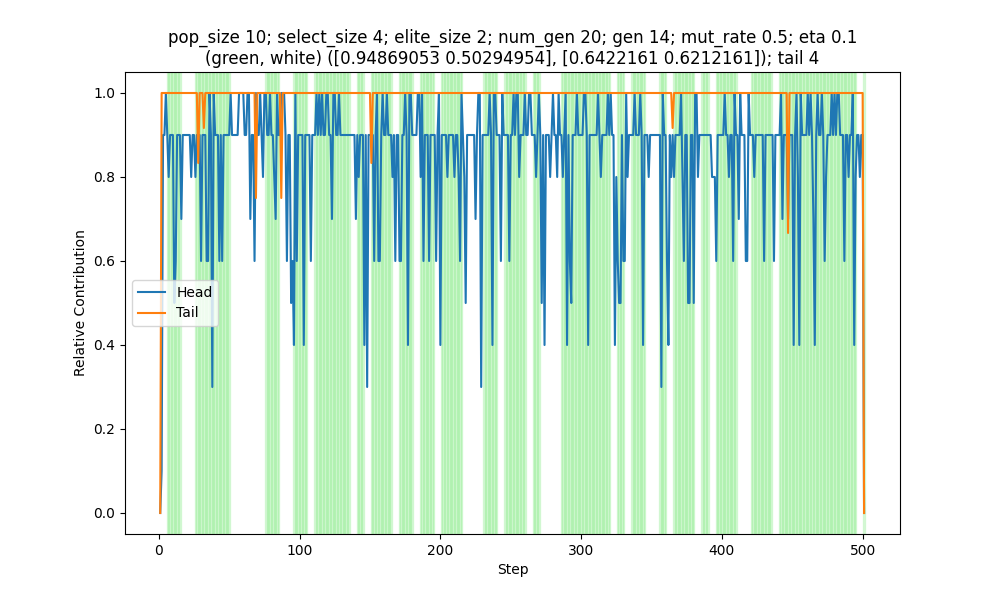 pop_size 10; select_size 4; elite_size 2; num_gen 20; gen 14; mut_rate 0.5; eta 0.1
(green, white) ([0.94869053 0.50294954], [0.6422161 0.6212161]); tail 4
1.0
0.8
0.6
0.4
0.2
0.0
Relative Contribution
Head
Tail
0
100
200
300
400
500
Step